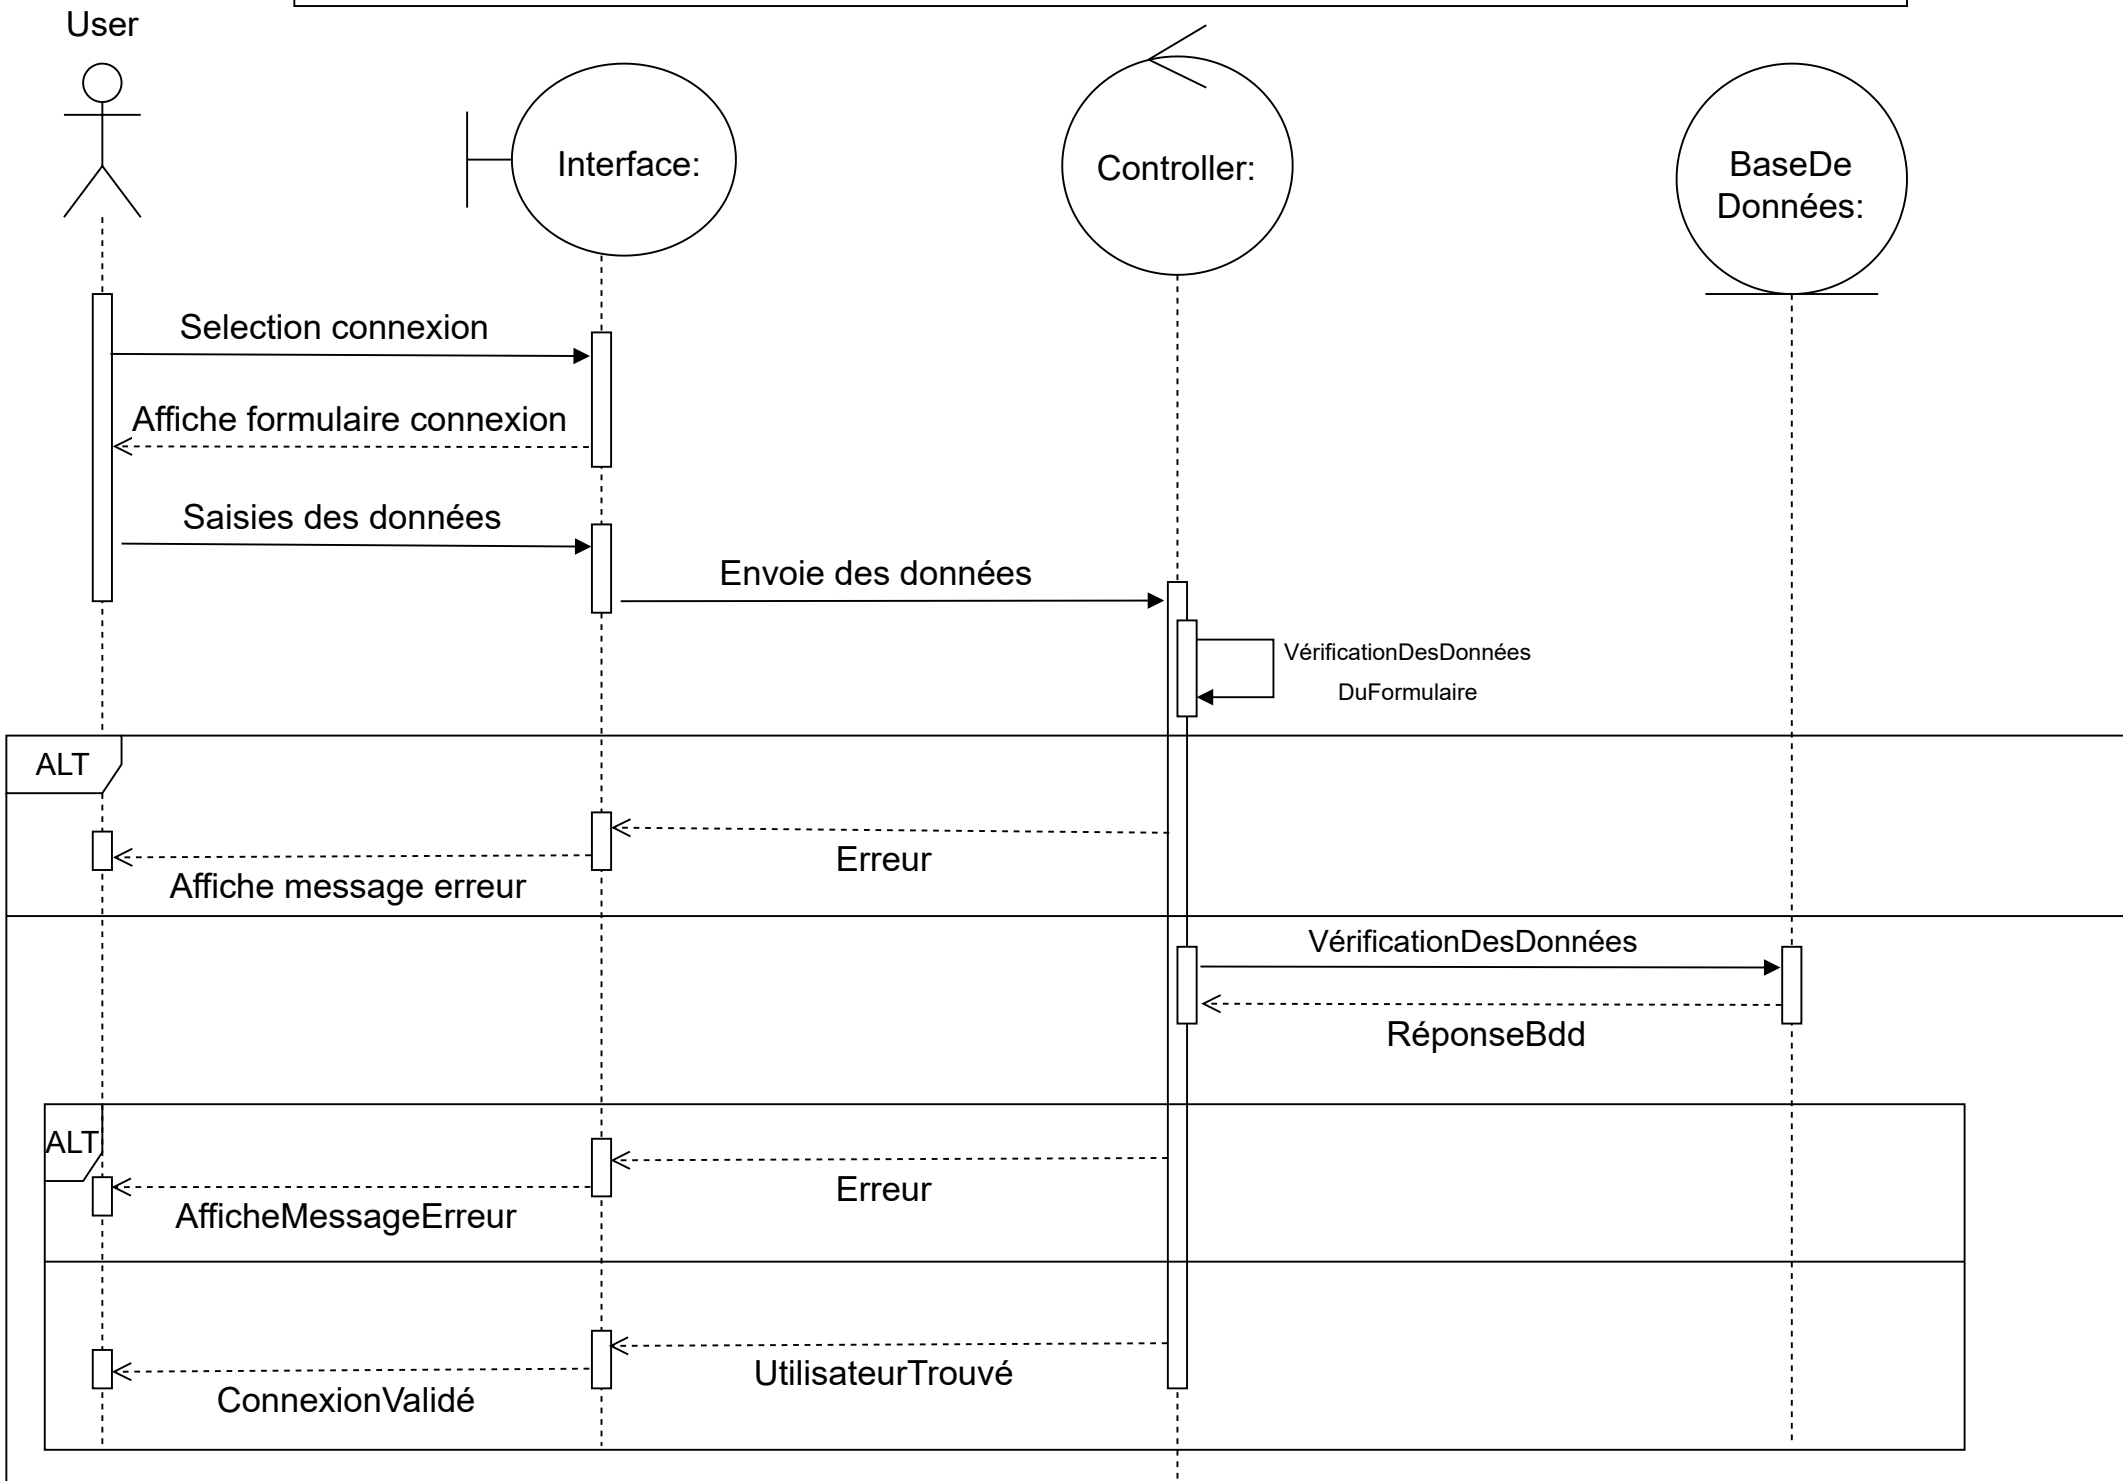 User
Interface:
Controller:
BaseDe
Données:
Selection connexion
Affiche formulaire connexion
Saisies des données
Envoie des données
VérificationDesDonnées
DuFormulaire
ALT
Erreur
Affiche message erreur
VérificationDesDonnées
RéponseBdd
ALT
Erreur
AfficheMessageErreur
UtilisateurTrouvé
ConnexionValidé